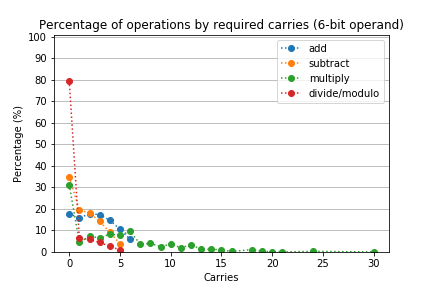 Percentage of operations by required carries (6-bit operand)
100
90
80
70
60
50
40
30
20
10
0
Percentage (%)
add
subtract
multiply
divide/modulo
0 5 10 15 20 25 30
Carries